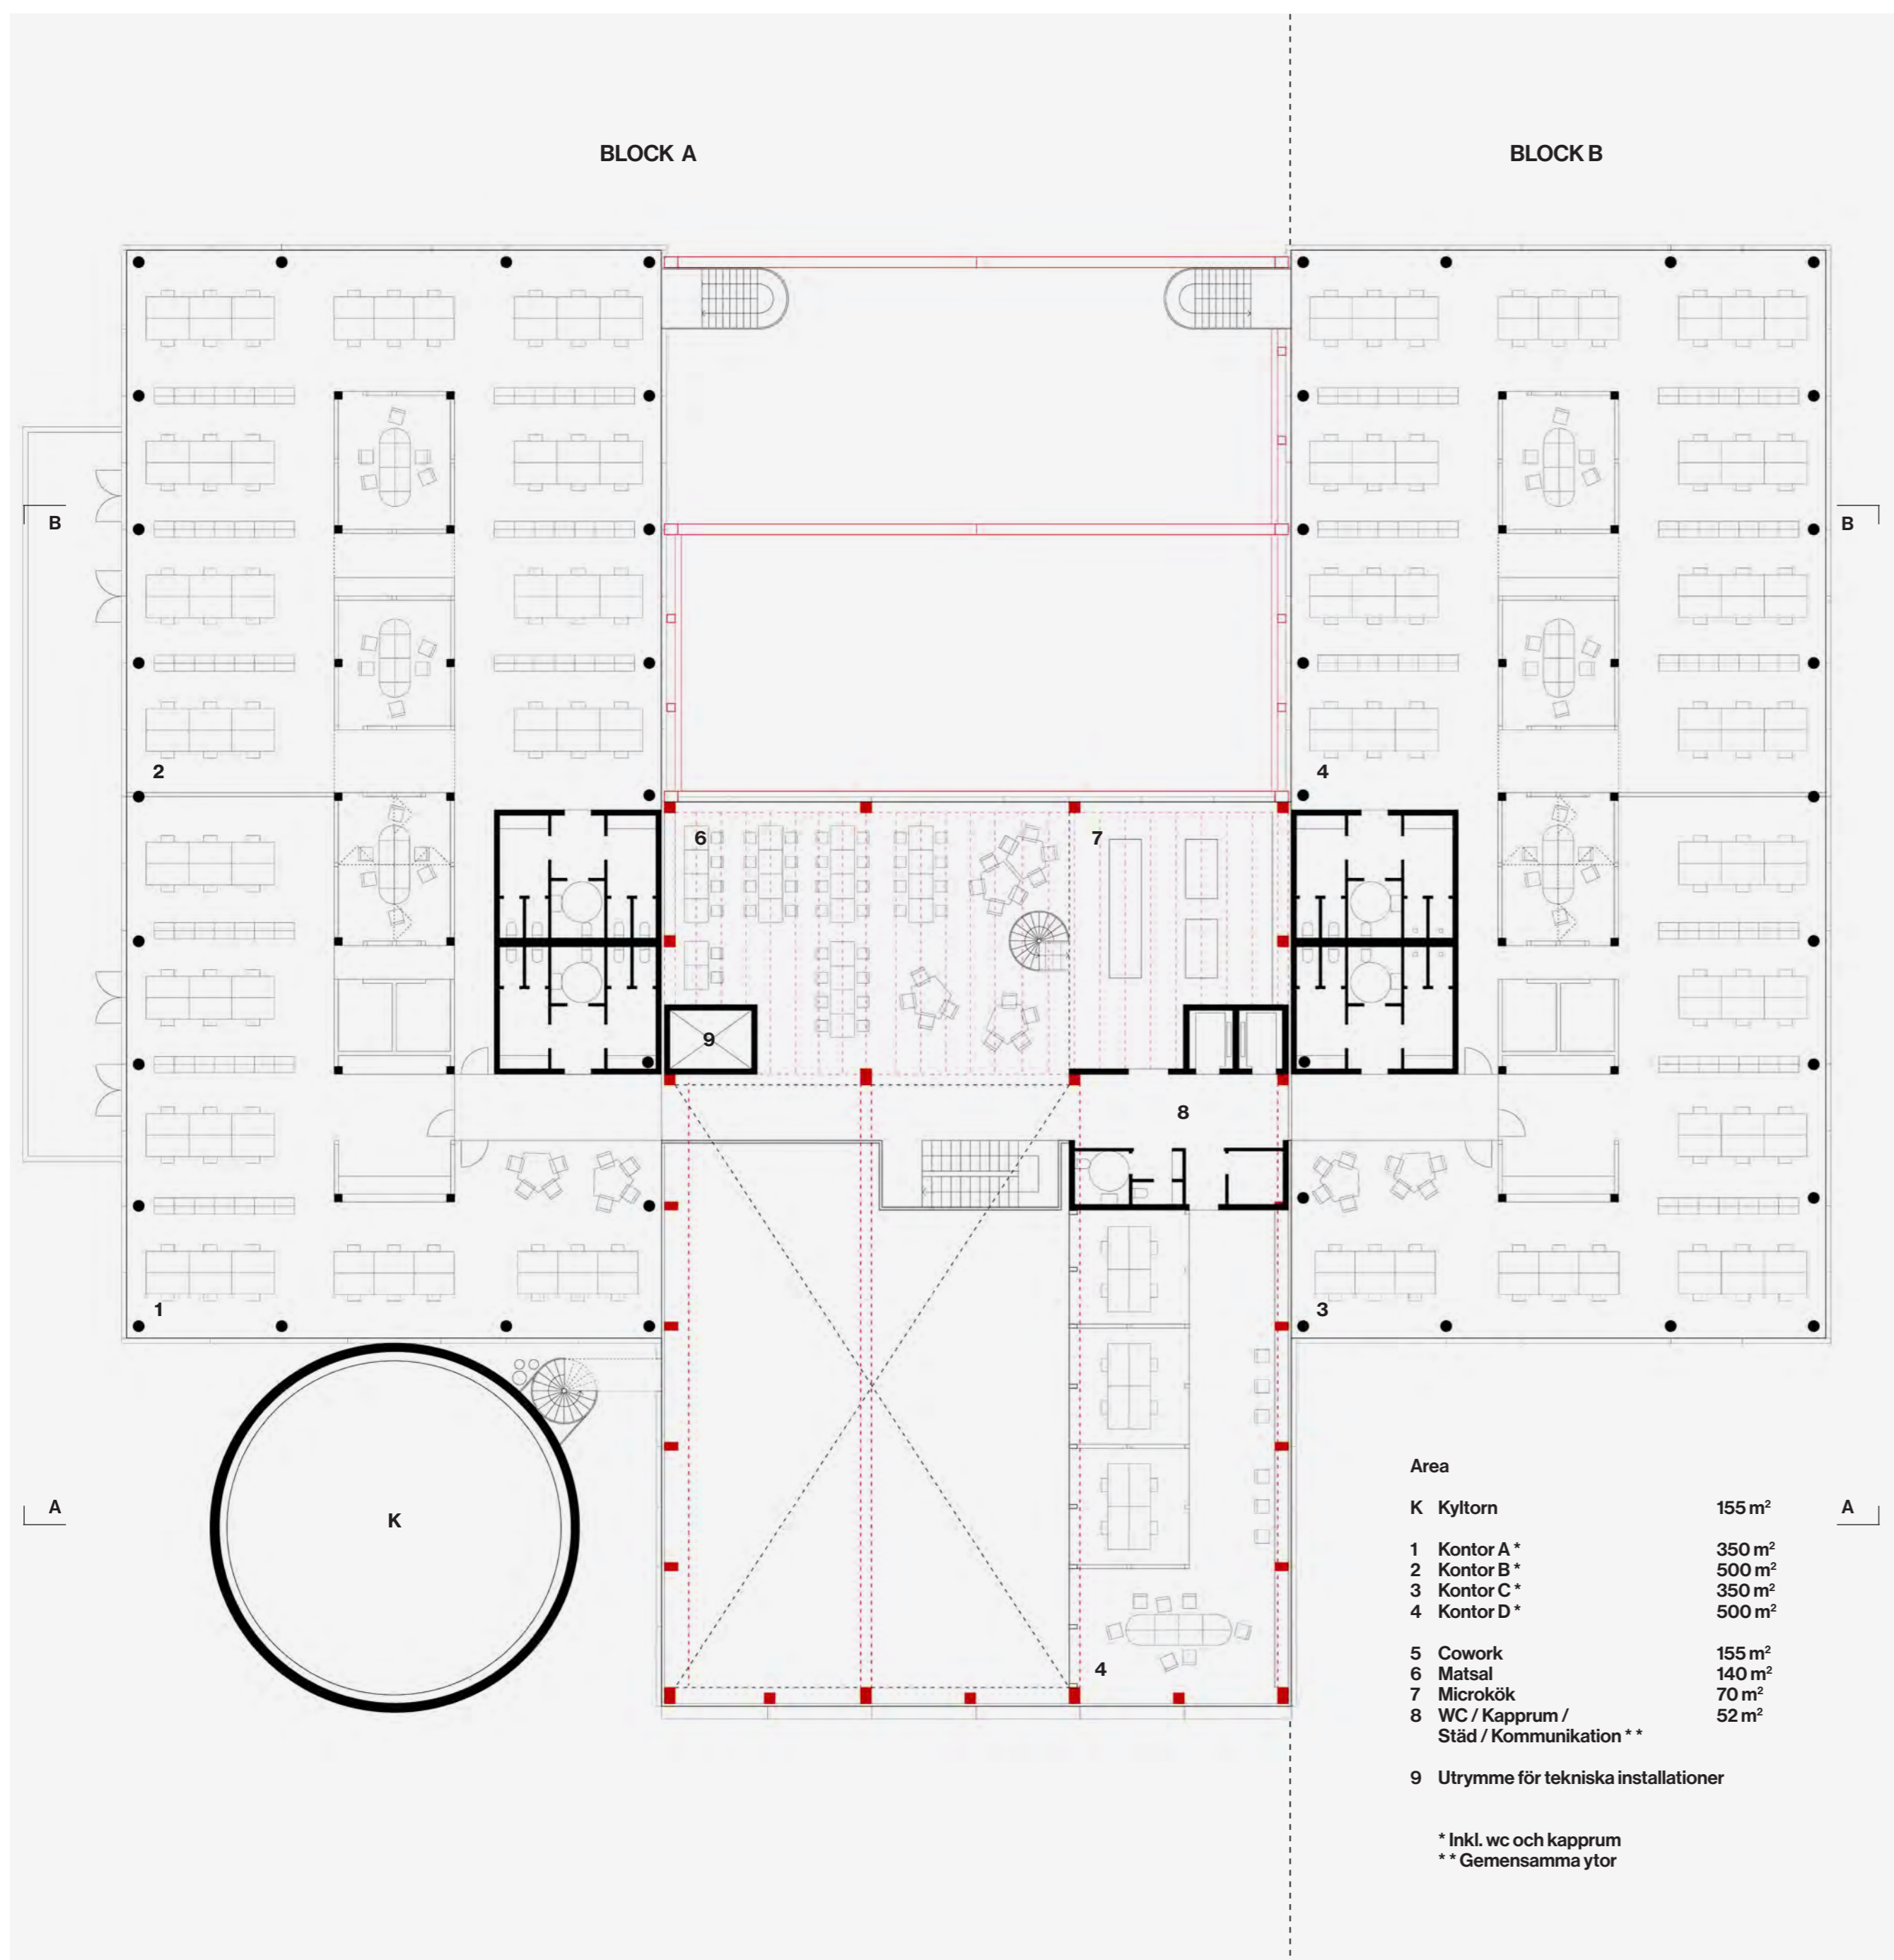 BLOCK A
BLOCK B
B
B
2
4
6
7
9
8
1
3
K
4
A
A
Area
K Kyltorn 155 m²
1 Kontor A * 350 m²
2 Kontor B * 500 m²
3 Kontor C * 350 m²
4 Kontor D * 500 m²
5 Cowork 155 m²
6 Matsal 140 m²
7 Microkök 70 m²
8 WC / Kapprum / 52 m²
Städ / Kommunikation * *
9 Utrymme för tekniska installationer
* Inkl. wc och kapprum
* * Gemensamma ytor